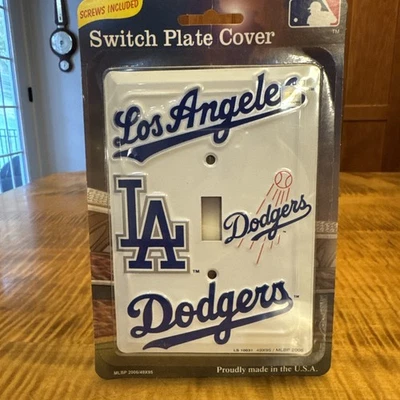 SCREWS INCLUDED
Switch Plate Cover
Los Angeles
LA
Dodgers
Dodgers
Proudly made in the U.S.A.